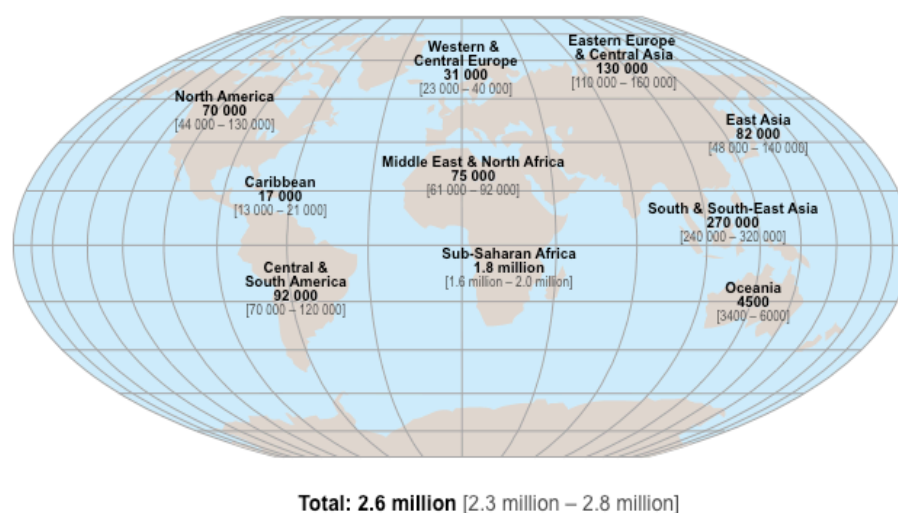 Western &
Central Europe
31 000
[23 000 – 40 000]
Eastern Europe
& Central Asia
130 000
[110 000 – 160 000]
North America
70 000
[44 000 – 130 000]
East Asia
82 000
[48 000 – 140 000]
Middle East & North Africa
75 000
[61 000 – 92 000]
Caribbean
17 000
[13 000 – 21 000]
South & South-East Asia
270 000
[240 000 – 320 000]
Sub-Saharan Africa
1.8 million
[1.6 million – 2.0 million]
Central &
South America
92 000
[70 000 – 120 000]
Oceania
4500
[3400 – 6000]
Total: 2.6 million [2.3 million – 2.8 million]